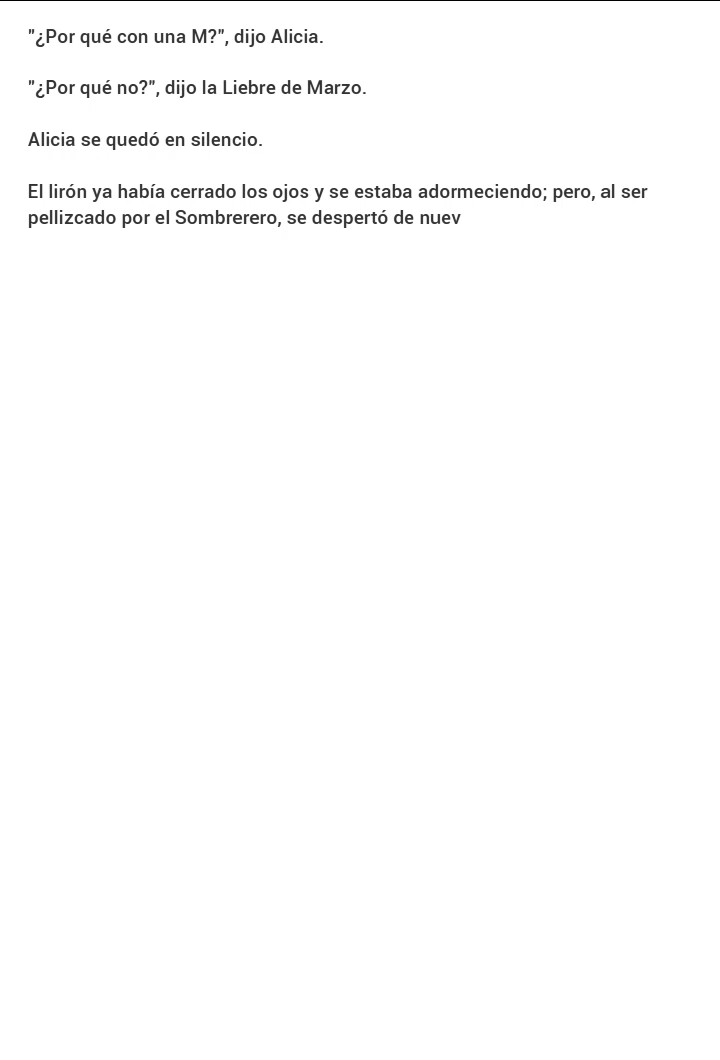 "¿Por qué con una M?", dijo Alicia.
"¿Por qué no?", dijo la Liebre de Marzo.
Alicia se quedó en silencio.
El lirón ya había cerrado los ojos y se estaba adormeciendo; pero, al ser
pellizcado por el Sombrerero, se despertó de nuev